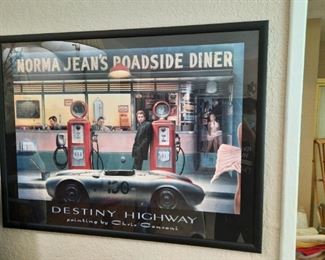 NORMA JEAN'S ROADSIDE DINER
130
DESTINY HIGHWAY
painting by Chris Consani